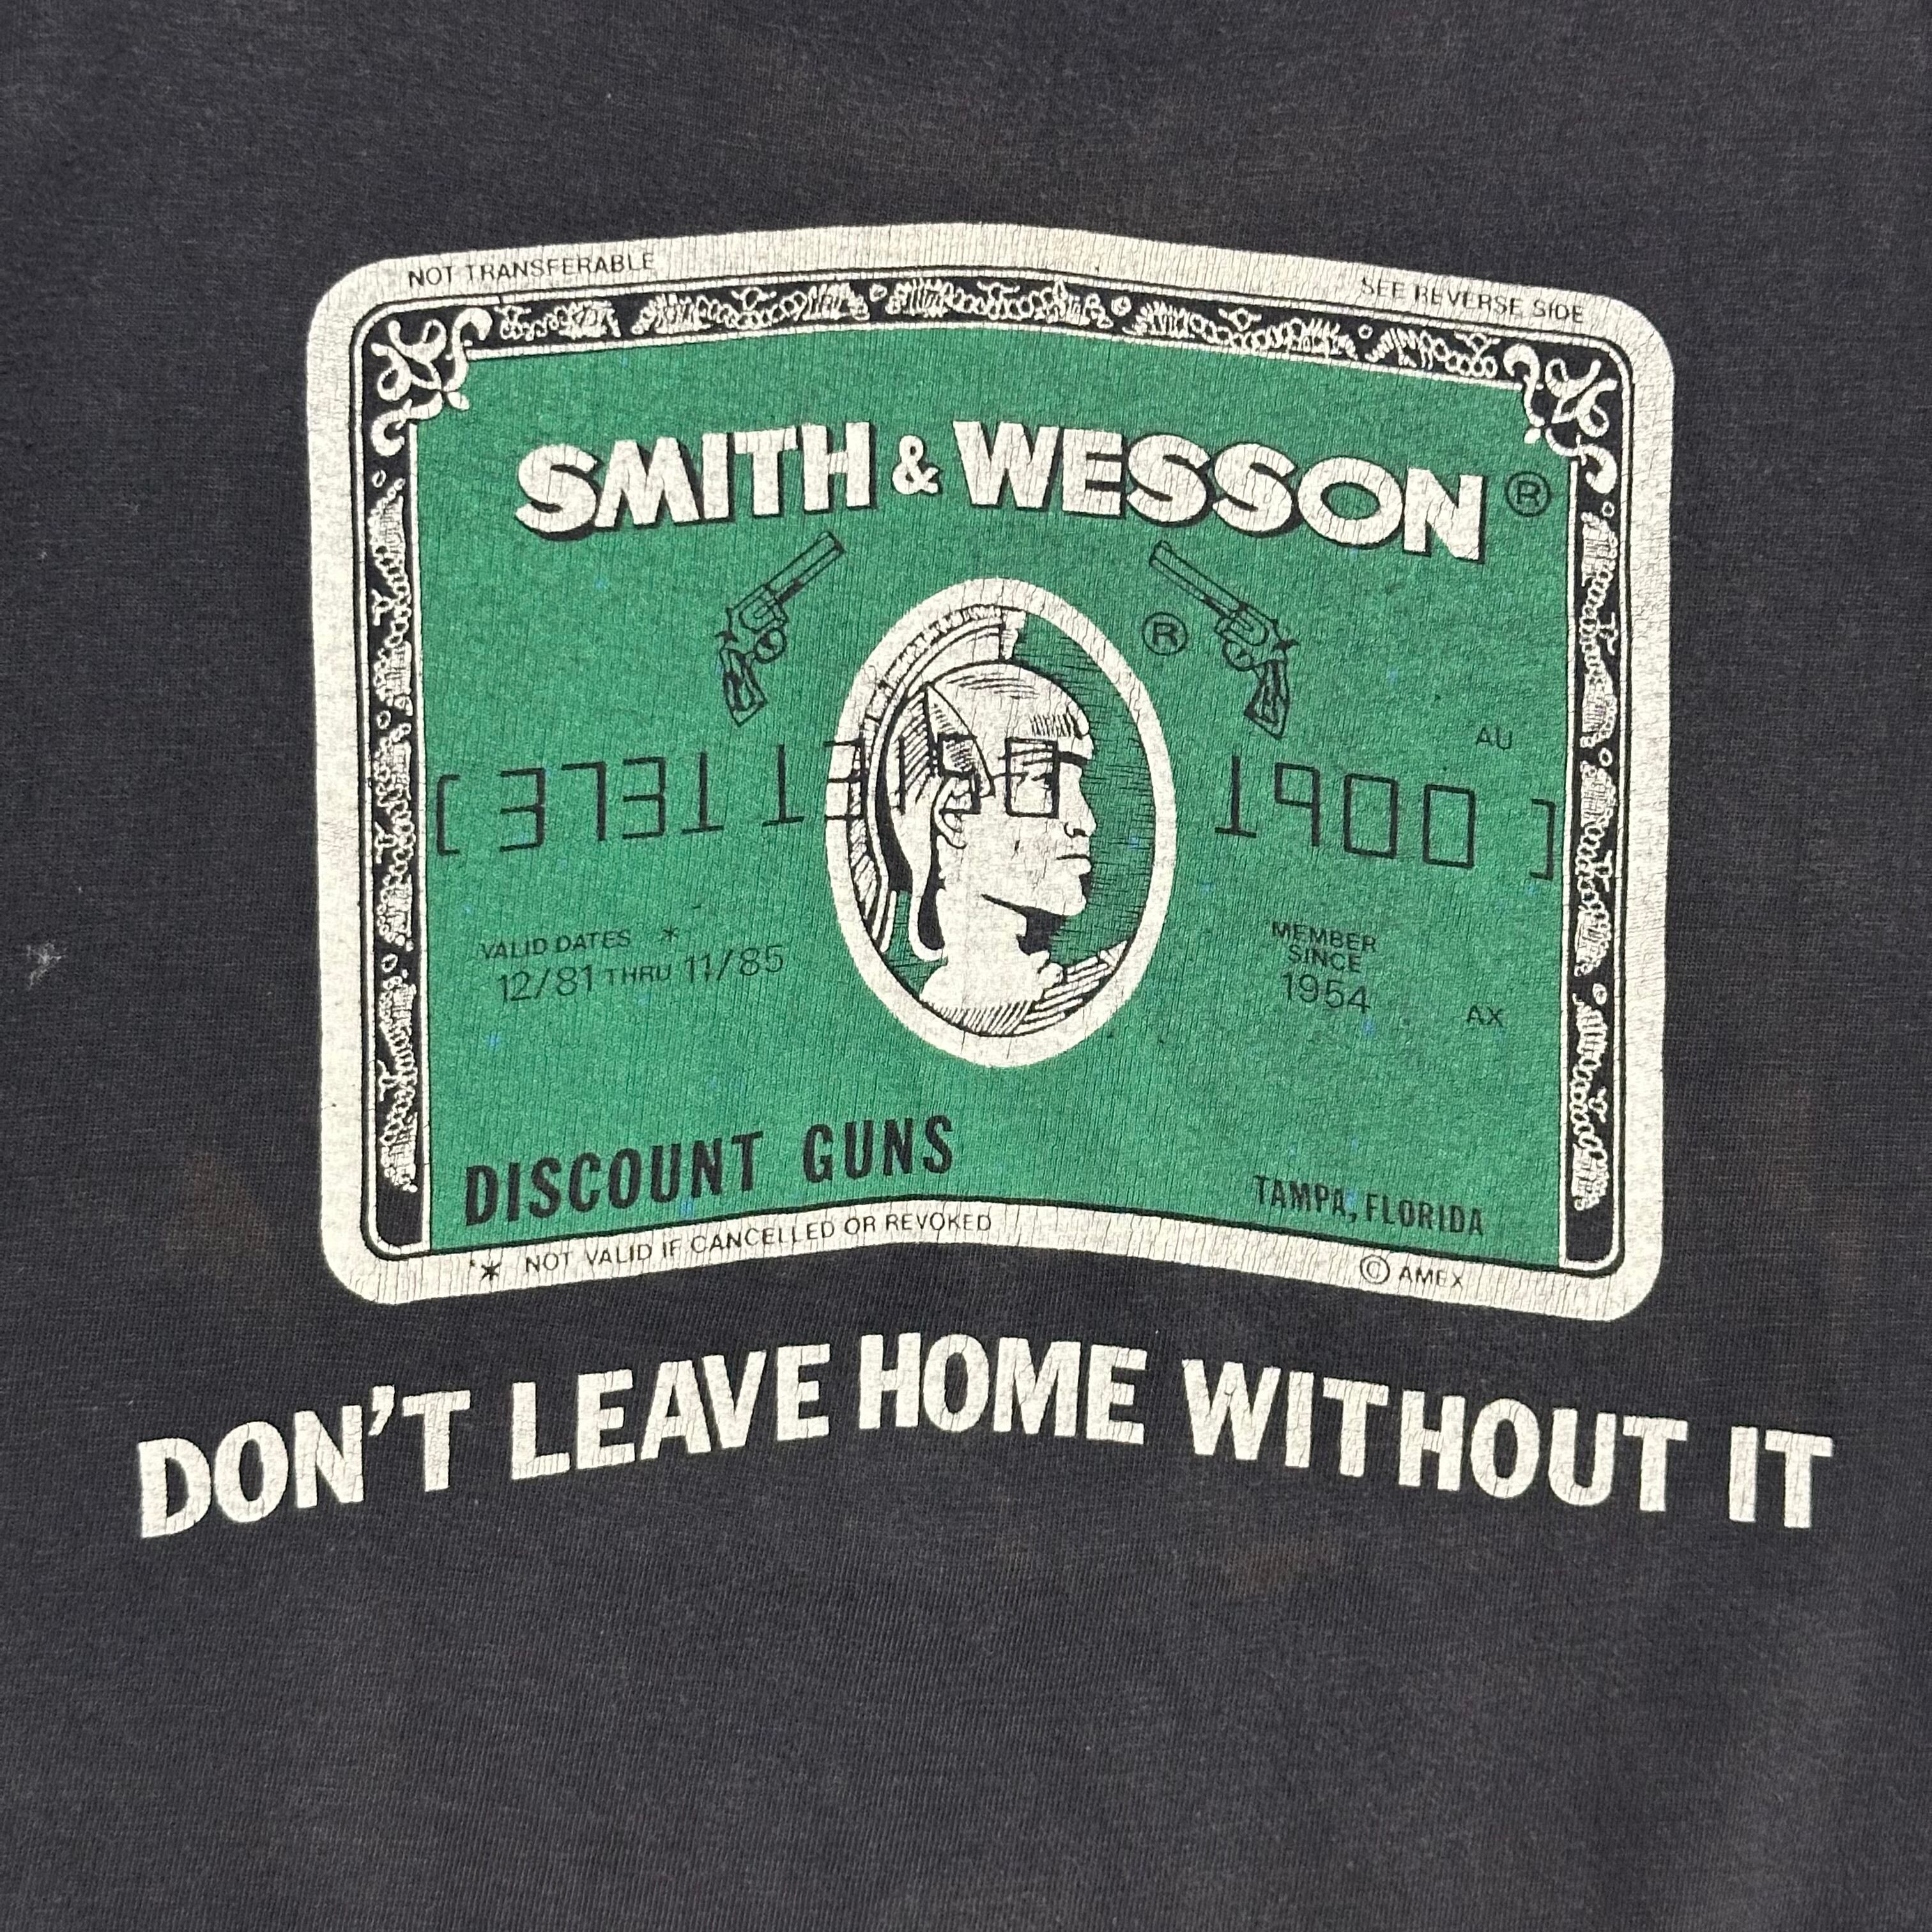 NOT TRANSFERABLE
SEE REVERSE SIDE
SMITH & WESSON ®
®
AU
1900 ]
VALID DATES *
12/81 THRU 11/85
MEMBER
SINCE
1954
AX
DISCOUNT GUNS
TAMPA, FLORIDA
* NOT VALID IF CANCELLED OR REVOKED
© AMEX
DON'T LEAVE HOME WITHOUT IT